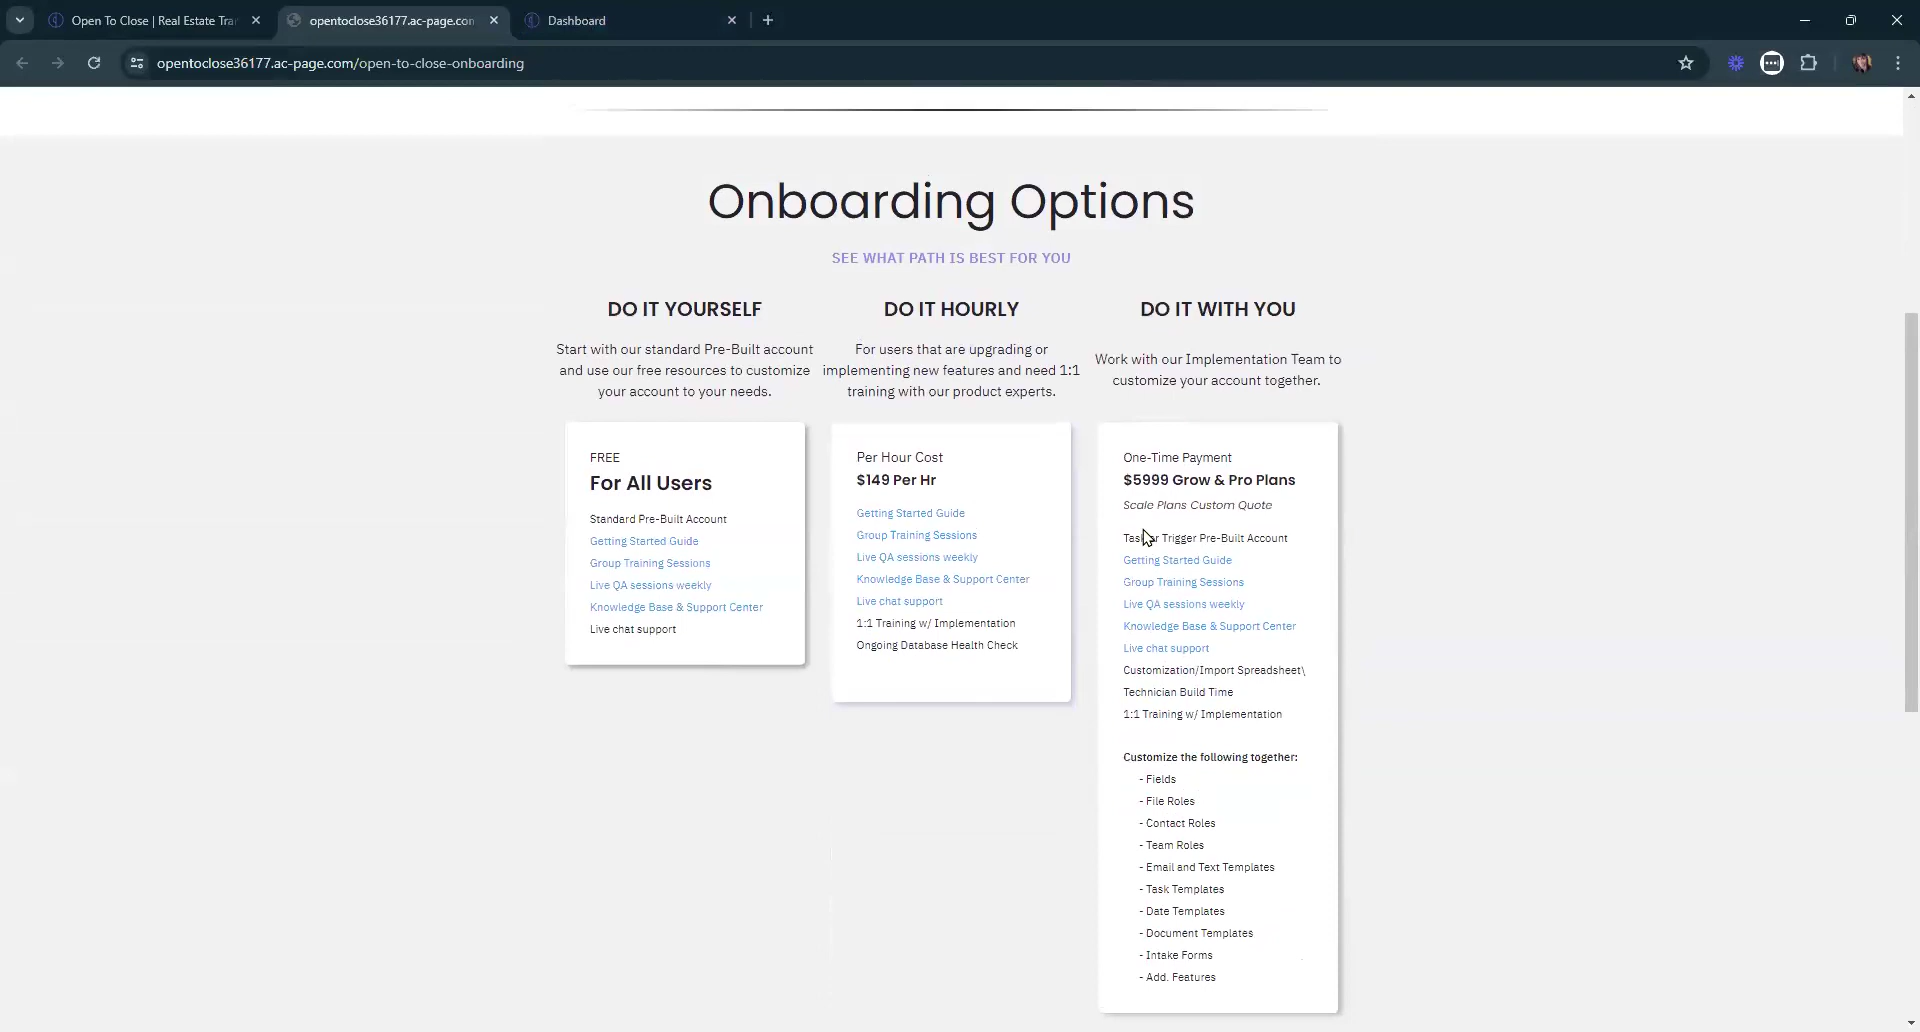 Open To Close | Real Estate Tra
opentoclose36177.ac-page.com
Dashboard
opentoclose36177.ac-page.com/open-to-close-onboarding
Onboarding Options
SEE WHAT PATH IS BEST FOR YOU
DO IT YOURSELF
Start with our standard Pre-Built account
and use our free resources to customize
your account to your needs.
FREE
For All Users
Standard Pre-Built Account
Getting Started Guide
Group Training Sessions
Live QA sessions weekly
Knowledge Base & Support Center
Live chat support
DO IT HOURLY
For users that are upgrading or
implementing new features and need 1:1
training with our product experts.
Per Hour Cost
$149 Per Hr
Getting Started Guide
Group Training Sessions
Live QA sessions weekly
Knowledge Base & Support Center
Live chat support
1:1 Training w/ Implementation
Ongoing Database Health Check
DO IT WITH YOU
Work with our Implementation Team to
customize your account together.
One-Time Payment
$5999 Grow & Pro Plans
Scale Plans Custom Quote
Trigger Pre-Built Account
Getting Started Guide
Group Training Sessions
Live QA sessions weekly
Knowledge Base & Support Center
Live chat support
Customization/Import Spreadsheet\
Technician Build Time
1:1 Training w/ Implementation
Customize the following together:
- Fields
- File Roles
- Contact Roles
- Team Roles
- Email and Text Templates
- Task Templates
- Date Templates
- Document Templates
- Intake Forms
- Add. Features